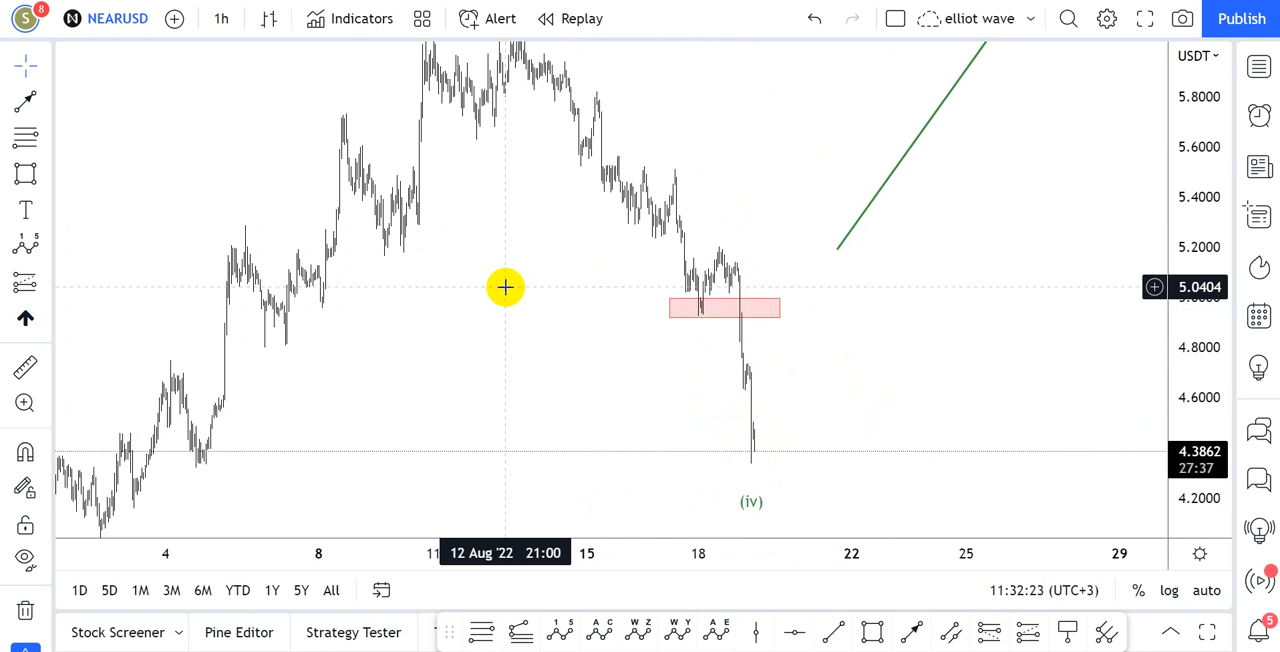 S 8 NEARUSD 1h Indicators Alert Replay elliot wave Publish
USDT
5.8000
5.6000
5.4000
5.2000
5.0404
4.8000
4.6000
4.3862
27:37
4.2000
(iv)
4 8 11 12 Aug '22 21:00 15 18 22 25 29
1D 5D 1M 3M 6M YTD 1Y 5Y All 11:32:23 (UTC+3) % log auto
Stock Screener Pine Editor Strategy Tester
5